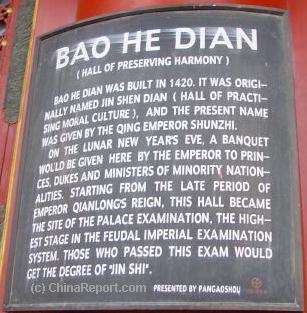 BAO HE DIAN
( HALL OF PRESERVING HARMONY )
BAO HE DIAN WAS BUILT IN 1420. IT WAS ORIGI-
NALLY NAMED JIN SHEN DIAN ( HALL OF PRACTI-
SING MORAL CULTURE ), AND THE PRESENT NAME
WAS GIVEN BY THE QING EMPEROR SHUNZHI.
ON THE LUNAR NEW YEAR'S EVE, A BANQUET
WOULD BE GIVEN HERE BY THE EMPEROR TO PRIN-
CES, DUKES AND MINISTERS OF MINORITY NATION-
ALITIES. STARTING FROM THE LATE PERIOD OF
EMPEROR QIANLONG'S REIGN, THIS HALL BECAME
THE SITE OF THE PALACE EXAMINATION, THE HIGH-
EST STAGE IN THE FEUDAL IMPERIAL EXAMINATION
SYSTEM. THOSE WHO PASSED THIS EXAM WOULD
GET THE DEGREE OF "JIN SHI".
PRESENTED BY PANGAOSHOU
(c) ChinaReport.com